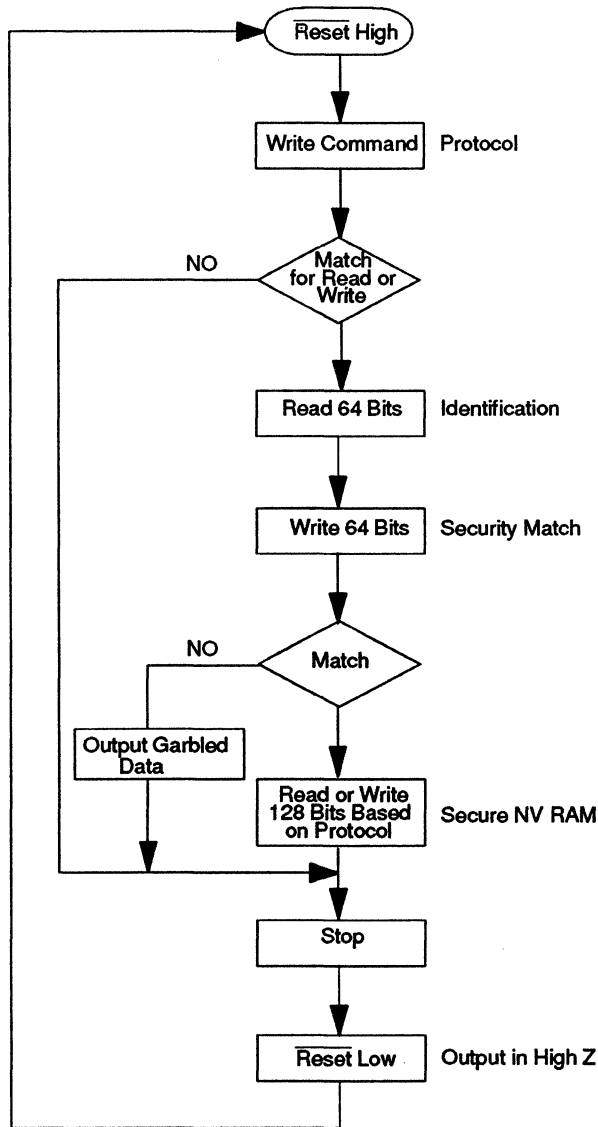 Reset High
Write Command
Protocol
Match
for Read or
Write
NO
Read 64 Bits
Identification
Write 64 Bits
Security Match
Match
NO
Output Garbled
Data
Read or Write
128 Bits Based
on Protocol
Secure NV RAM
Stop
Reset Low
Output in High Z